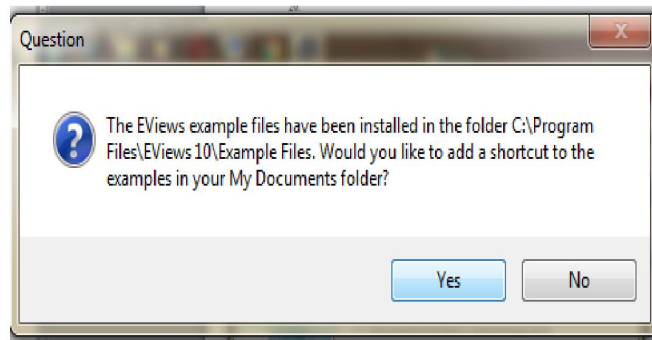 Question
X
The EViews example files have been installed in the folder C:\Program
Files\EViews 10\Example Files. Would you like to add a shortcut to the
examples in your My Documents folder?
Yes
No